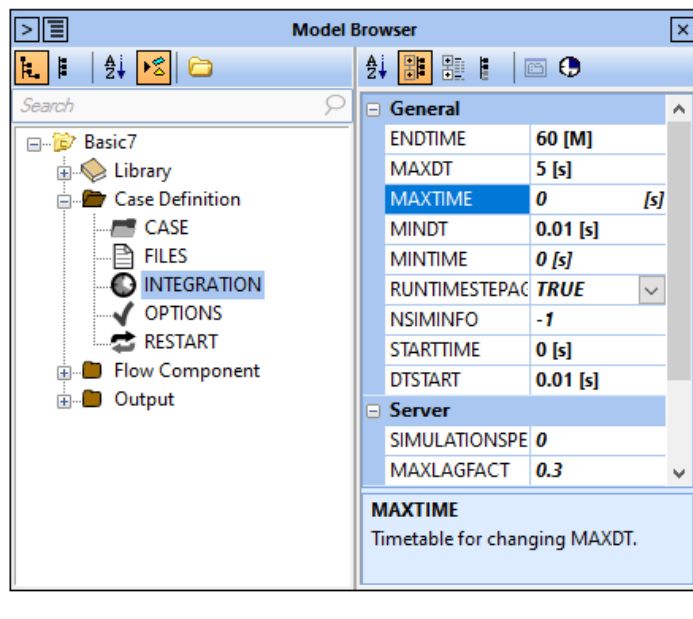 Model Browser
Search
Basic7
Library
Case Definition
CASE
FILES
INTEGRATION
OPTIONS
RESTART
Flow Component
Output
General
ENDTIME 60 [M]
MAXDT 5 [s]
MAXTIME 0 [s]
MINDT 0.01 [s]
MINTIME 0 [s]
RUNTIMESTEPAC TRUE
NSIMINFO -1
STARTTIME 0 [s]
DTSTART 0.01 [s]
Server
SIMULATIONSPE 0
MAXLAGFACT 0.3
MAXTIME
Timetable for changing MAXDT.